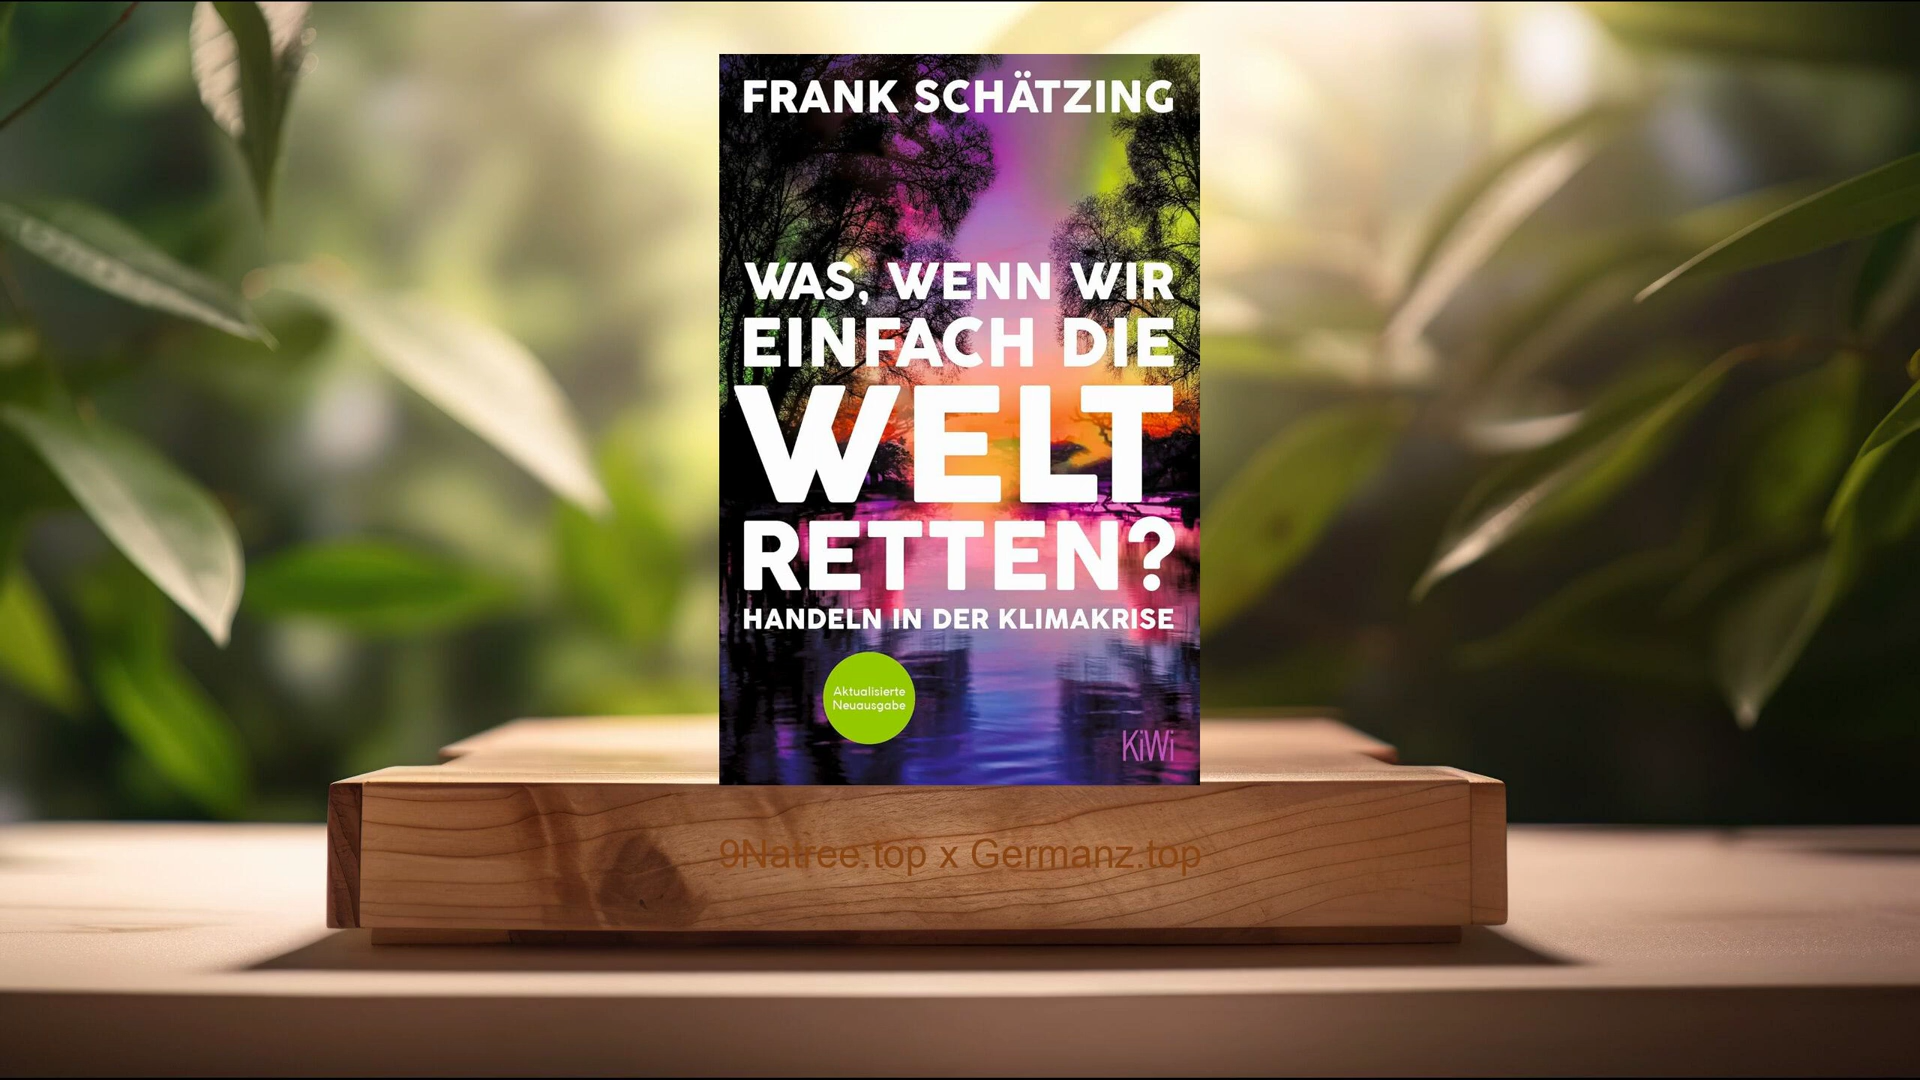 FRANK SCHÄTZING
WAS, WENN WIR
EINFACH DIE
WELT
RETTEN?
HANDELN IN DER KLIMAKRISE
Aktualisierte
Neuausgabe
KiWi
9Natree.top x Germanz.top